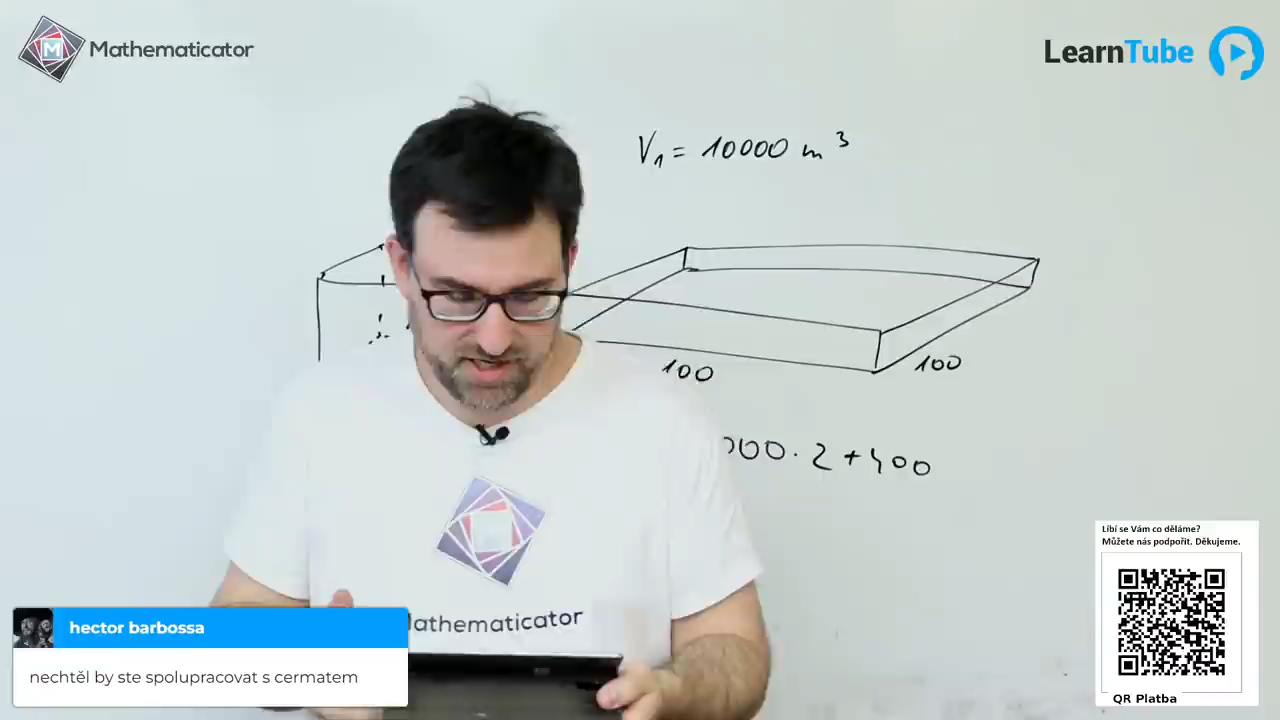 Mathematicator
LearnTube
V₁ = 10000 m³
100
100
000 · 2 + 400
Líbí se Vám co děláme?
Můžete nás podpořit. Děkujeme.
QR Platba
Mathematicator
hector barbossa
nechtěl by ste spolupracovat s cermatem